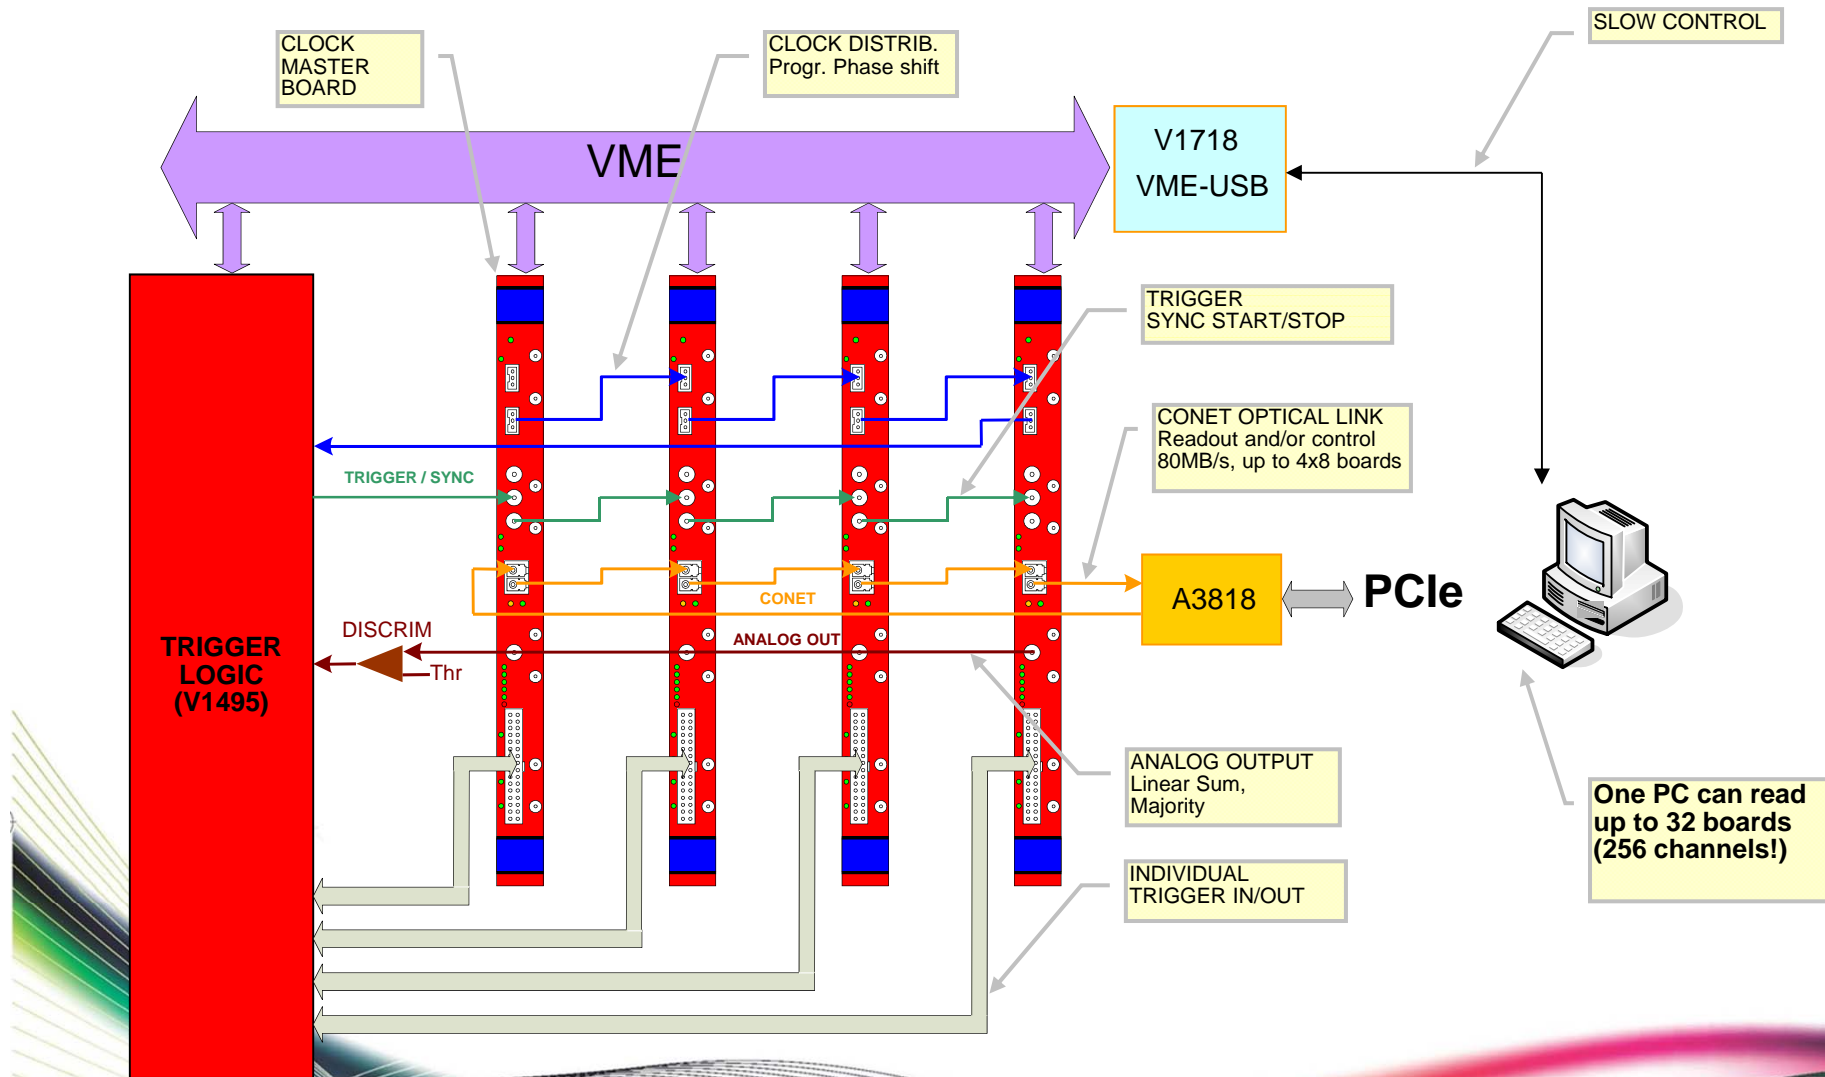 CLOCK
MASTER
BOARD
CLOCK DISTRIB.
Progr. Phase shift
SLOW CONTROL
VME
V1718
VME-USB
TRIGGER
SYNC START/STOP
CONET OPTICAL LINK
Readout and/or control
80MB/s, up to 4x8 boards
TRIGGER / SYNC
CONET
A3818
PCIe
DISCRIM
Thr
ANALOG OUT
TRIGGER
LOGIC
(V1495)
ANALOG OUTPUT
Linear Sum,
Majority
One PC can read
up to 32 boards
(256 channels!)
INDIVIDUAL
TRIGGER IN/OUT